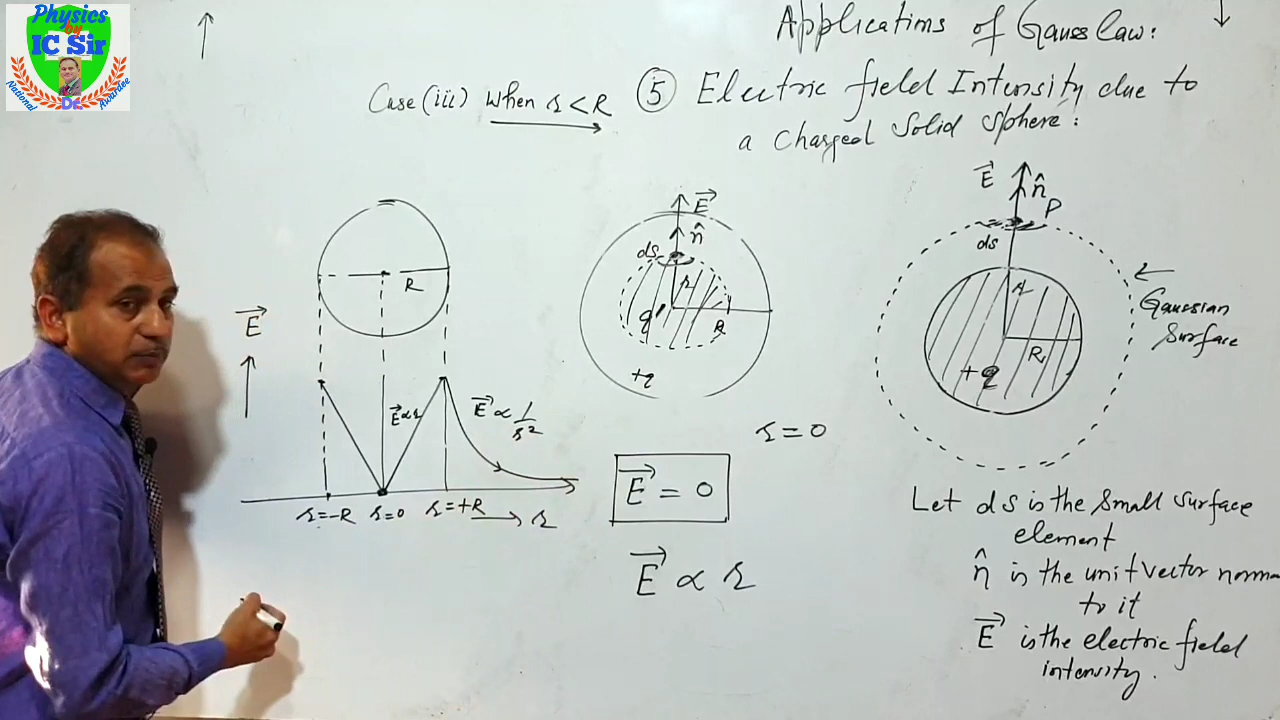 Physics
by
IC Sir
National
Awardee
Dr.
Applications of Gauss law:
Case (iii) when r < R
⑤ Electric field Intensity due to
a charged solid sphere:
R
E⃗
E⃗ ∝ r
E⃗ ∝ 1/r²
r=-R r=0 r=+R
r
E⃗
n̂
ds
r
q'
R
+q
r = 0
E⃗ = 0
E⃗ ∝ r
E⃗
n̂
P
ds
r
R
+q
Gaussian
Surface
Let ds is the small surface
element
n̂ is the unit vector norma
to it
E⃗ is the electric field
intensity.